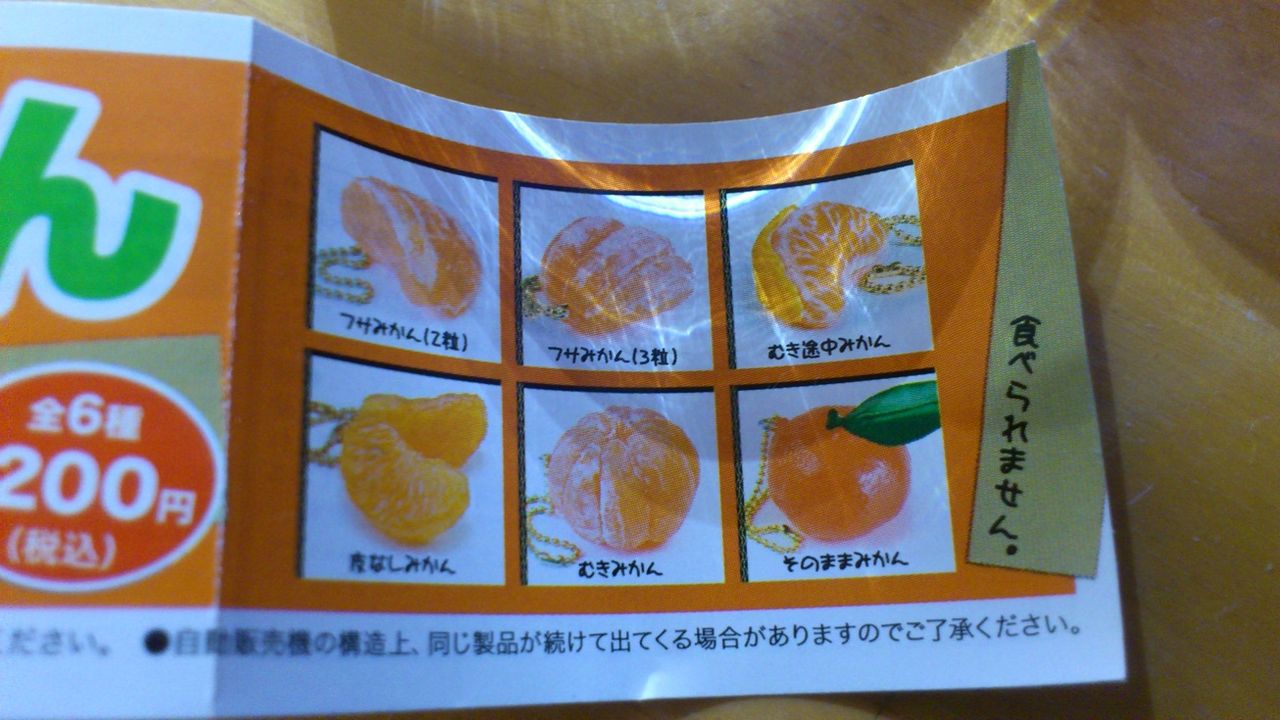 ん
全6種
200円
(税込)
フサみかん(2粒)
フサみかん(3粒)
むき途中みかん
皮なしみかん
むきみかん
そのままみかん
食べられません。
ください。 ●自動販売機の構造上、同じ製品が続けて出てくる場合がありますのでご了承ください。